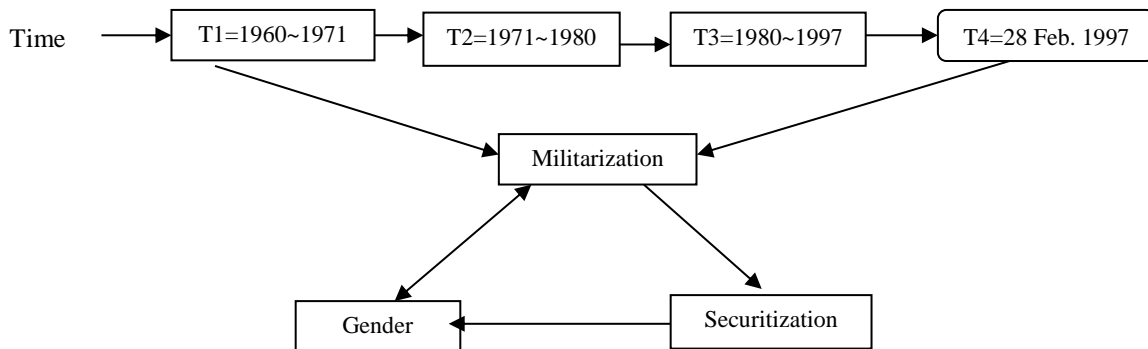 Time T1=1960~1971 T2=1971~1980 T3=1980~1997 T4=28 Feb. 1997
Militarization
Gender Securitization